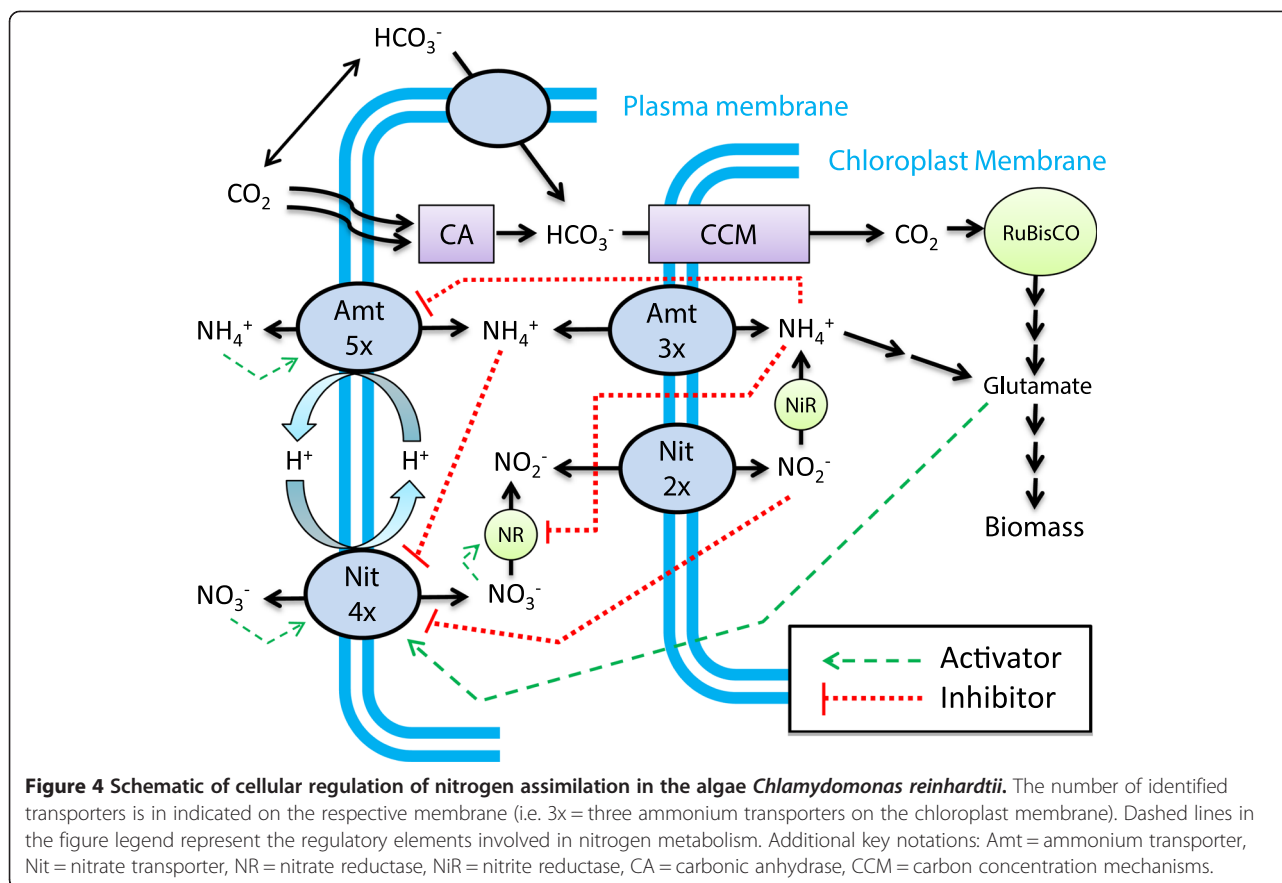 HCO₃⁻
Plasma membrane
Chloroplast Membrane
CO₂
CA
HCO₃⁻
CCM
CO₂
RuBisCO
NH₄⁺
Amt
5x
NH₄⁺
Amt
3x
NH₄⁺
Glutamate
NiR
H⁺
H⁺
NO₂⁻
Nit
2x
NO₂⁻
NR
Biomass
NO₃⁻
Nit
4x
NO₃⁻
Activator
Inhibitor
Figure 4 Schematic of cellular regulation of nitrogen assimilation in the algae Chlamydomonas reinhardtii. The number of identified
transporters is in indicated on the respective membrane (i.e. 3x = three ammonium transporters on the chloroplast membrane). Dashed lines in
the figure legend represent the regulatory elements involved in nitrogen metabolism. Additional key notations: Amt = ammonium transporter,
Nit = nitrate transporter, NR = nitrate reductase, NiR = nitrite reductase, CA = carbonic anhydrase, CCM = carbon concentration mechanisms.